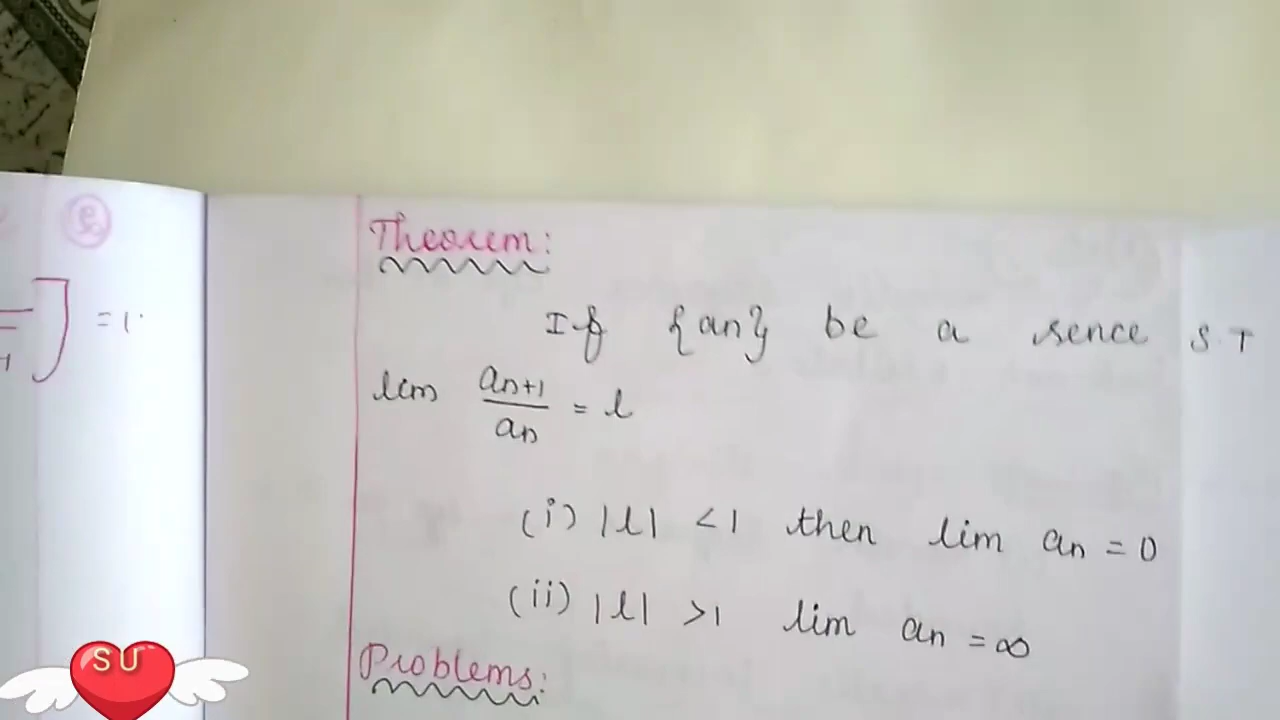 Theorem:
If {an} be a sence S.T
lim an+1/an = l
(i) |l| < 1 then lim an = 0
(ii) |l| > 1 lim an = ∞
Problems:
= 1.
SU